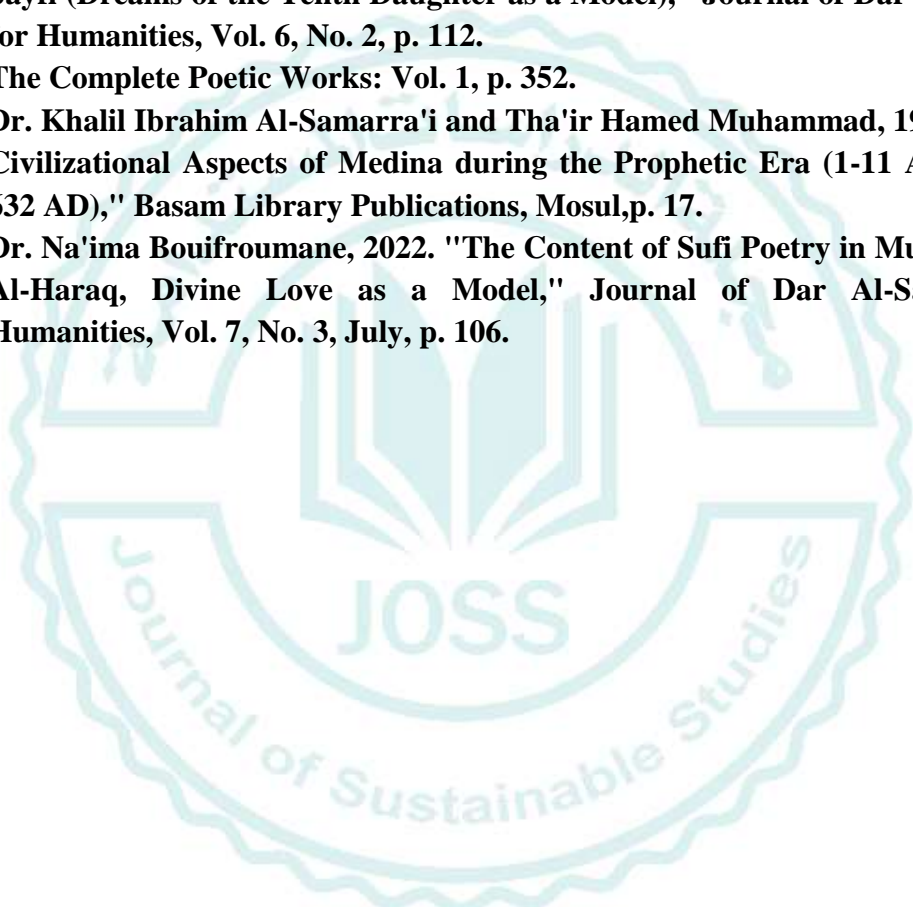 (Dreams of the Tenth Daughter as a Model)," Journal of Dar
for Humanities, Vol. 6, No. 2, p. 112.
The Complete Poetic Works: Vol. 1, p. 352.
Dr. Khalil Ibrahim Al-Samarra'i and Tha'ir Hamed Muhammad, 19
Civilizational Aspects of Medina during the Prophetic Era (1-11 A
632 AD)," Basam Library Publications, Mosul,p. 17.
Dr. Na'ima Bouifroumane, 2022. "The Content of Sufi Poetry in Mu
Al-Haraq, Divine Love as a Model," Journal of Dar Al-Sa
Humanities, Vol. 7, No. 3, July, p. 106.
JOSS
Journal of Sustainable Studies